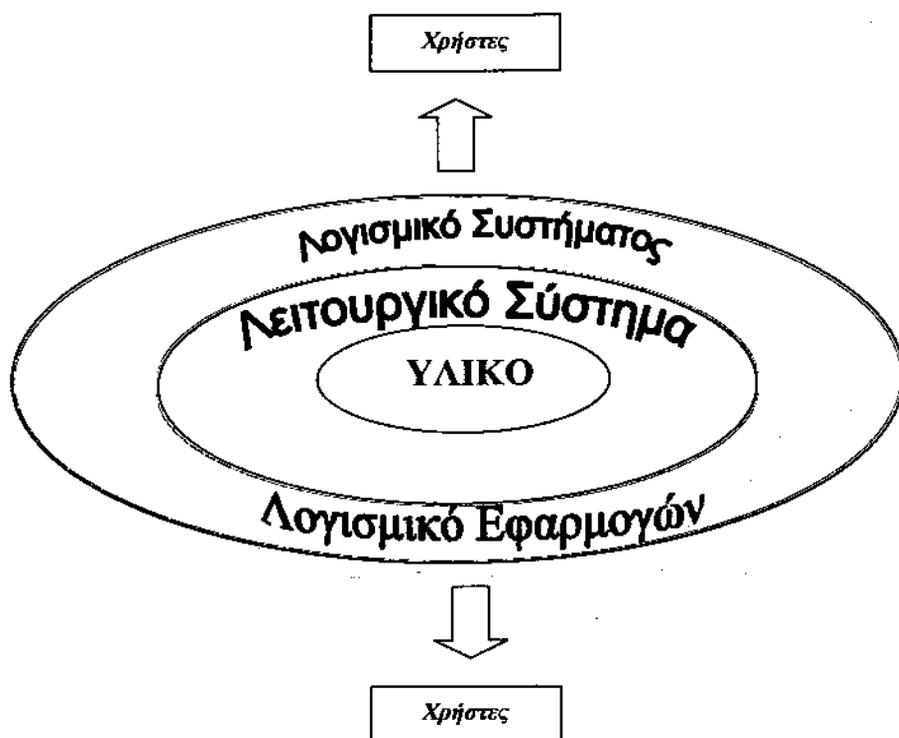 Χρήστες
Λογισμικό Συστήματος
Λειτουργικό Σύστημα
ΥΛΙΚΟ
Λογισμικό Εφαρμογών
Χρήστες